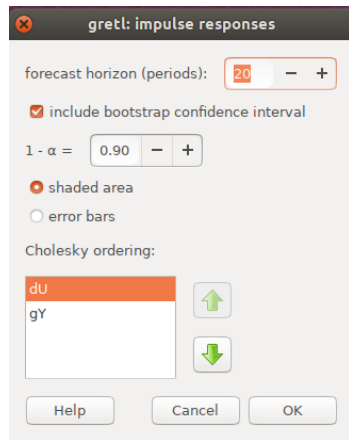 gretl: impulse responses
forecast horizon (periods): 20 − +
include bootstrap confidence interval
1 - α = 0.90 − +
shaded area
error bars
Cholesky ordering:
dU
gY
Help Cancel OK